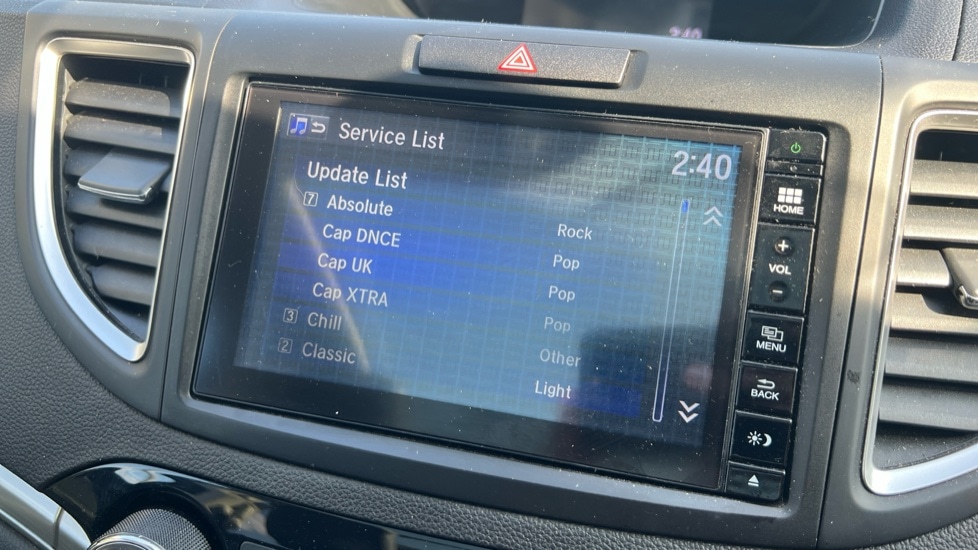 240
Service List
2:40
Update List
7 Absolute Rock
Cap DNCE Pop
Cap UK Pop
Cap XTRA Pop
3 Chill Other
2 Classic Light
HOME
VOL
MENU
BACK